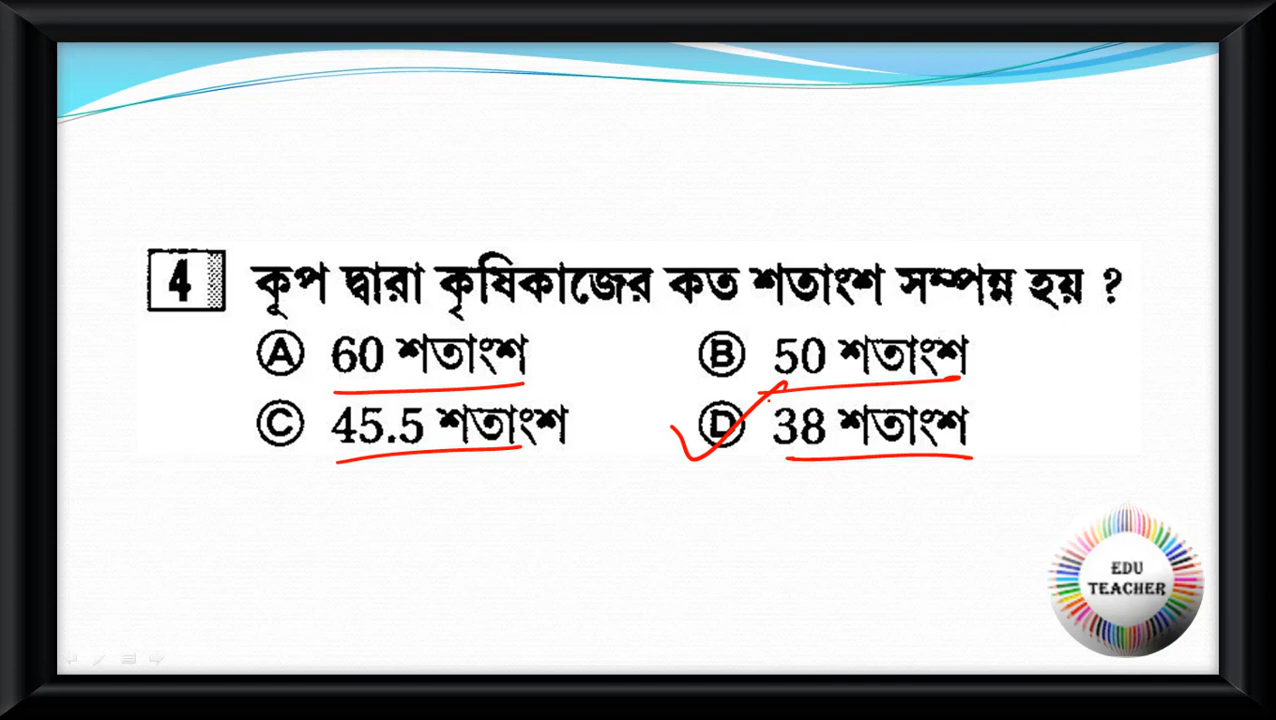 4 কূপ দ্বারা কৃষিকাজের কত শতাংশ সম্পন্ন হয় ?
Ⓐ 60 শতাংশ Ⓑ 50 শতাংশ
Ⓒ 45.5 শতাংশ Ⓓ 38 শতাংশ
EDU
TEACHER